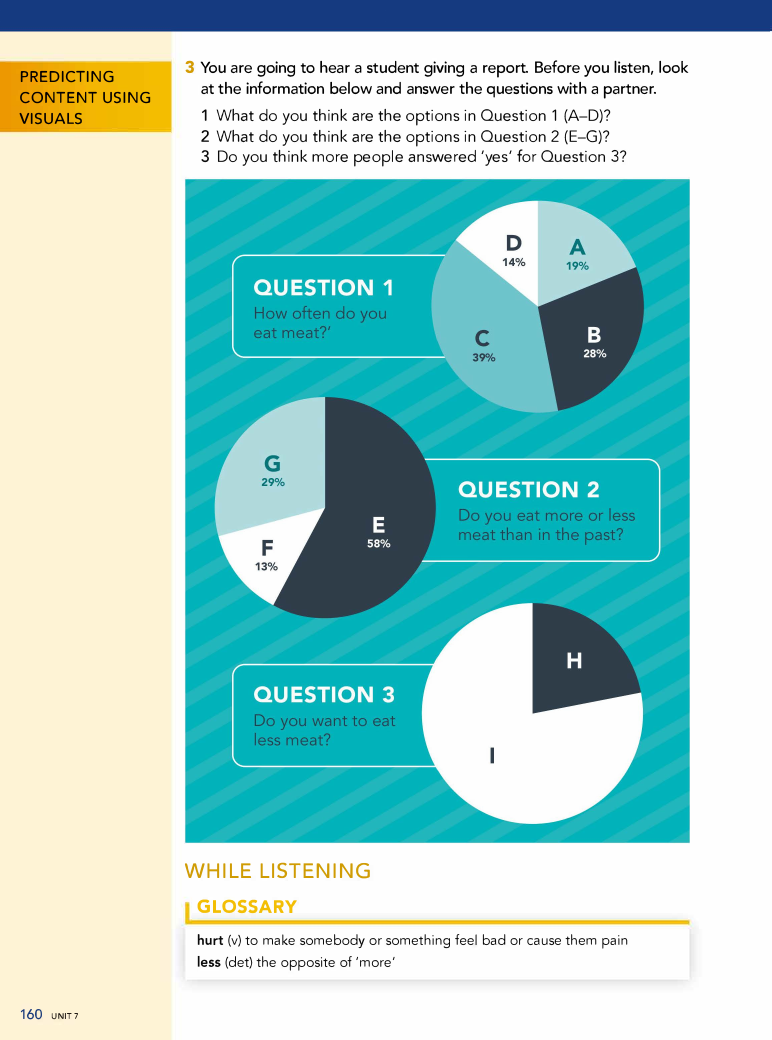 PREDICTING
CONTENT USING
VISUALS
3 You are going to hear a student giving a report. Before you listen, look
at the information below and answer the questions with a partner.
1 What do you think are the options in Question 1 (A–D)?
2 What do you think are the options in Question 2 (E–G)?
3 Do you think more people answered ‘yes’ for Question 3?
QUESTION 1
How often do you
eat meat?’
D
14%
A
19%
C
39%
B
28%
G
29%
E
58%
F
13%
QUESTION 2
Do you eat more or less
meat than in the past?
QUESTION 3
Do you want to eat
less meat?
H
I
WHILE LISTENING
GLOSSARY
hurt (v) to make somebody or something feel bad or cause them pain
less (det) the opposite of ‘more’
160 UNIT 7